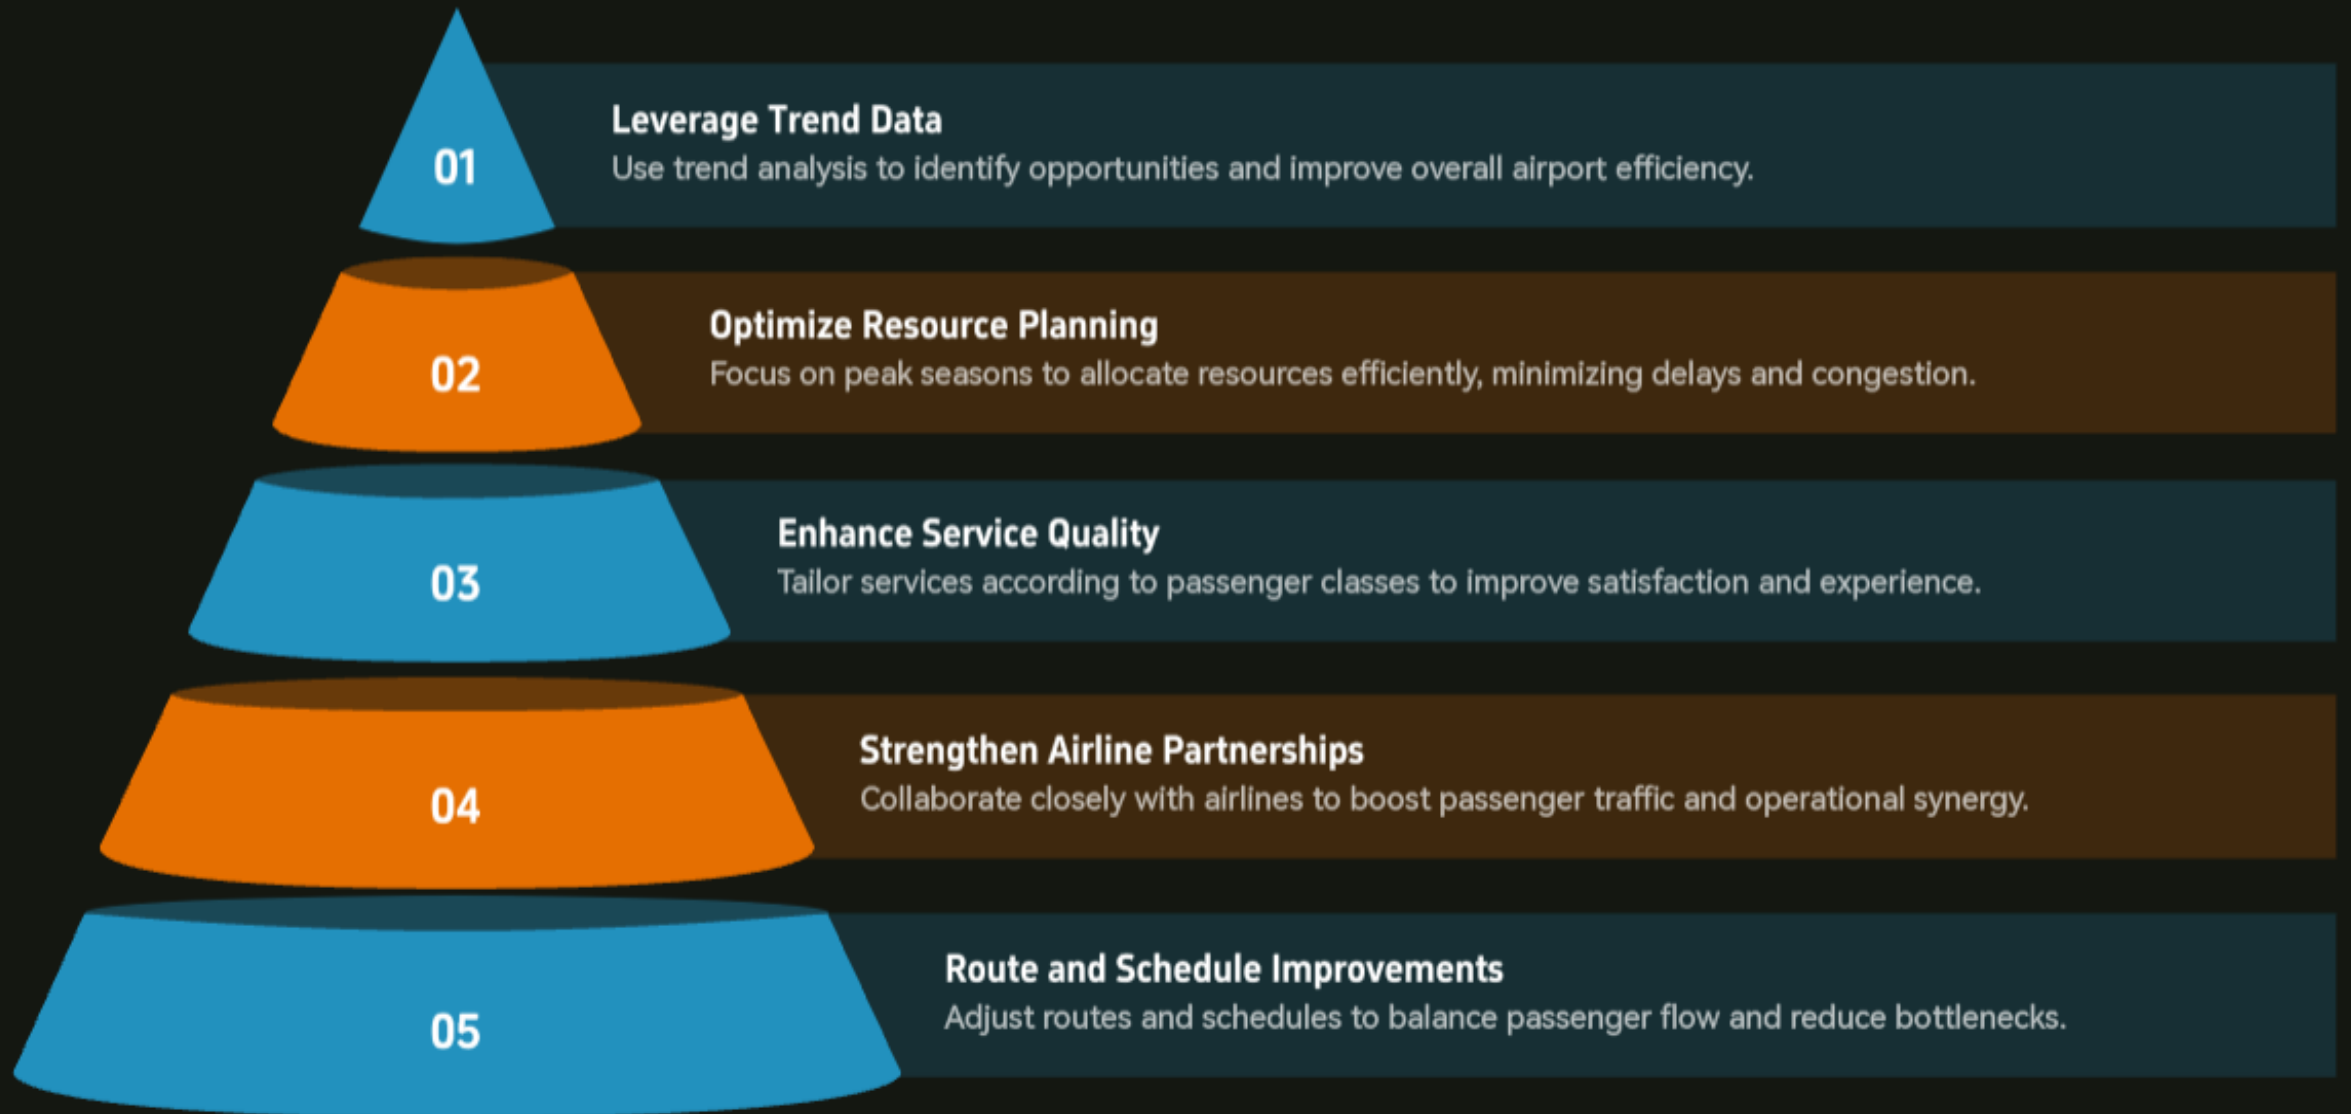 01
Leverage Trend Data
Use trend analysis to identify opportunities and improve overall airport efficiency.
02
Optimize Resource Planning
Focus on peak seasons to allocate resources efficiently, minimizing delays and congestion.
03
Enhance Service Quality
Tailor services according to passenger classes to improve satisfaction and experience.
04
Strengthen Airline Partnerships
Collaborate closely with airlines to boost passenger traffic and operational synergy.
05
Route and Schedule Improvements
Adjust routes and schedules to balance passenger flow and reduce bottlenecks.